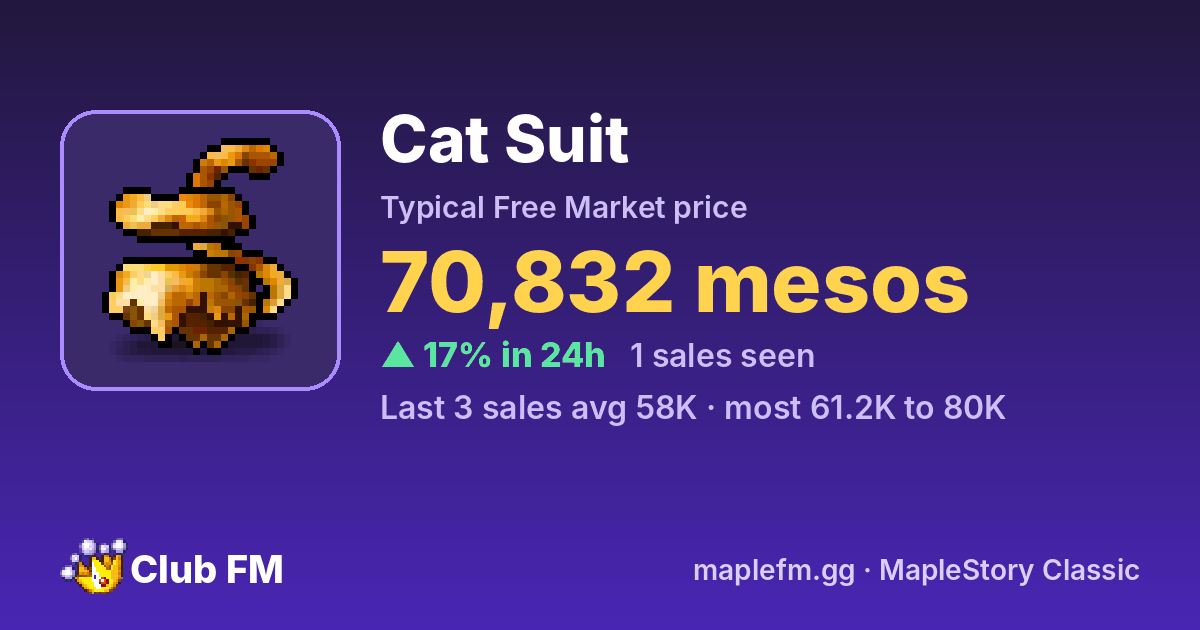 Cat Suit
Typical Free Market price
70,832 mesos
▲ 17% in 24h 1 sales seen
Last 3 sales avg 58K · most 61.2K to 80K
Club FM
maplefm.gg · MapleStory Classic